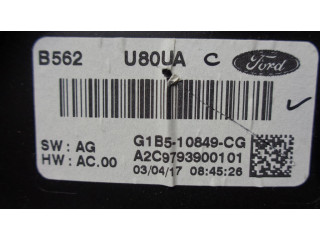 B562 U80UA C Ford
SW: AG G1B5-10849-CG
HW: AC.00 A2C9793900101
03/04/17 08:45:26